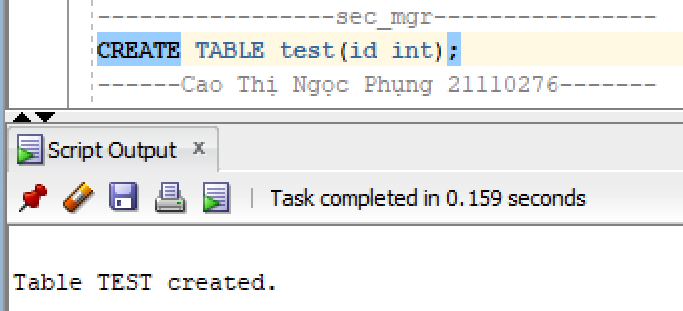 -----------------sec_mgr----------------
CREATE TABLE test(id int);
------Cao Thị Ngọc Phụng 21110276-------
Script Output x
Task completed in 0.159 seconds
Table TEST created.